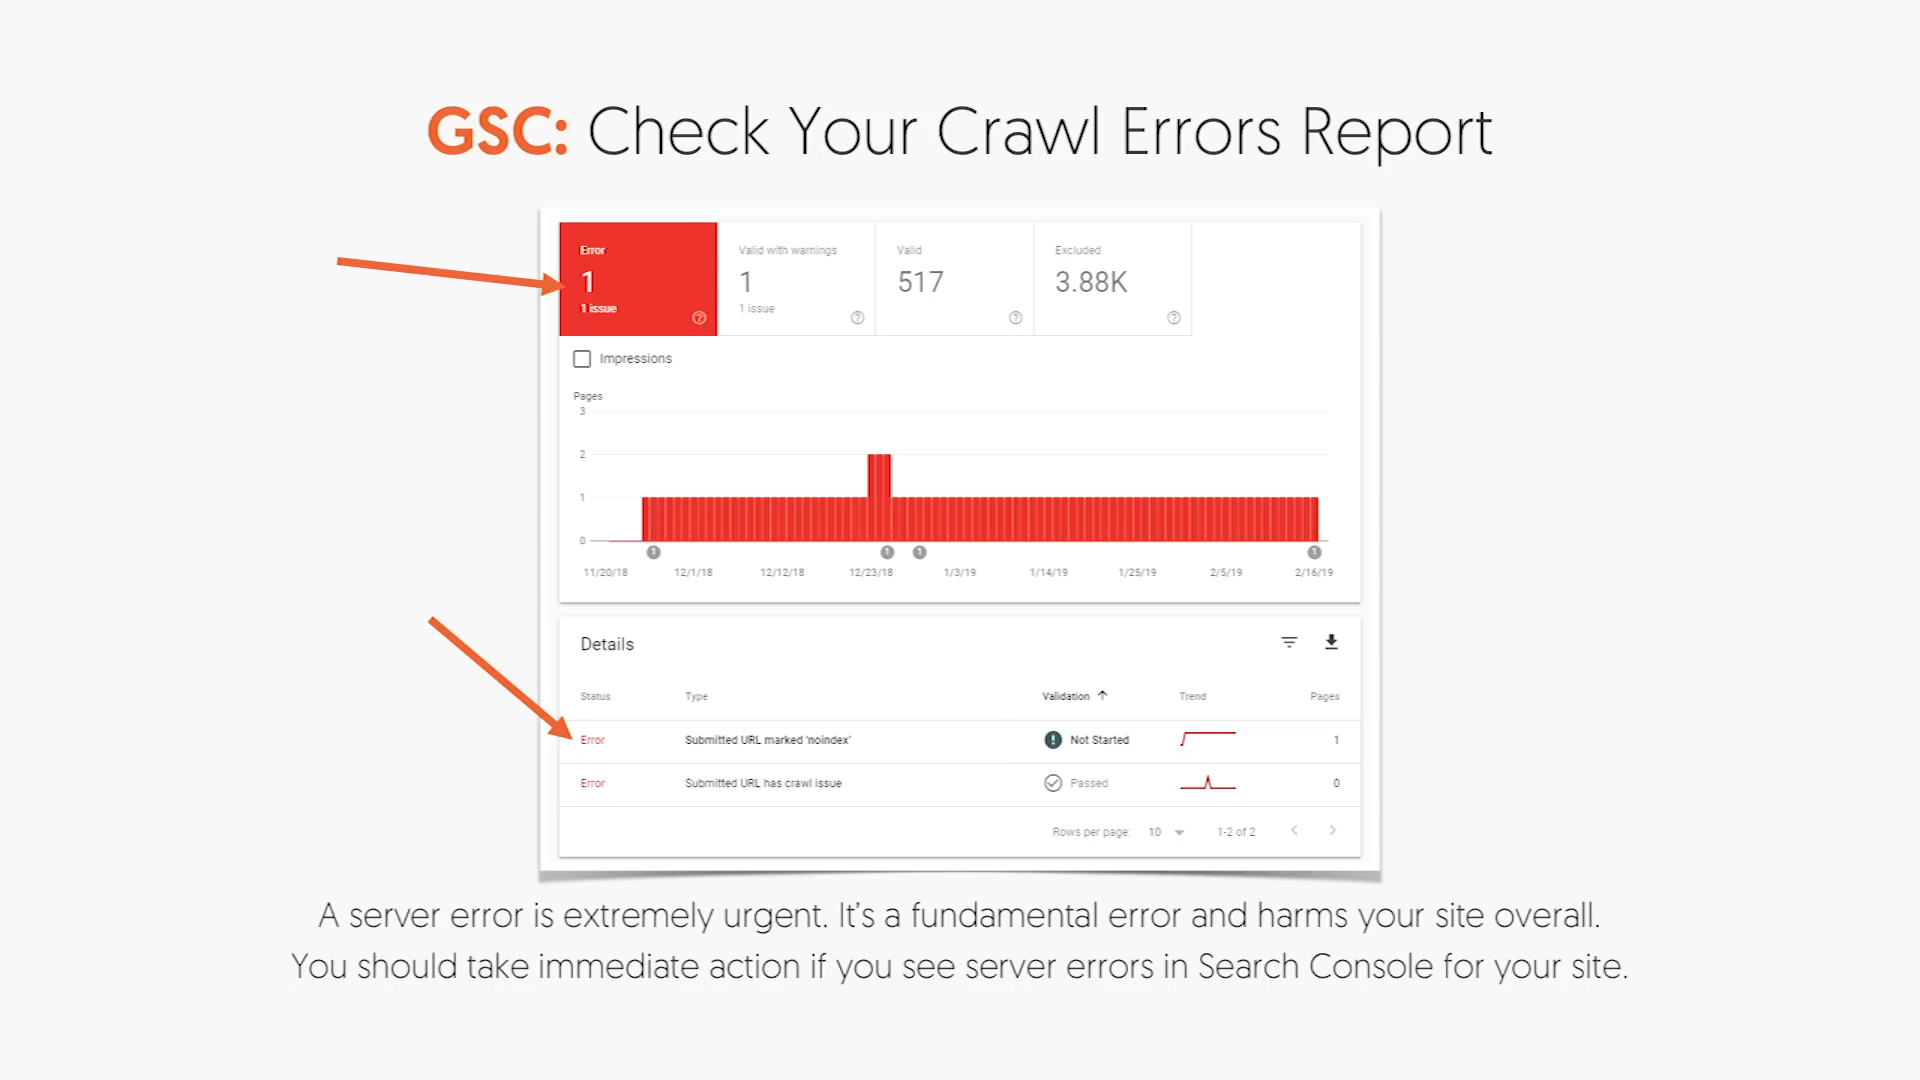 GSC: Check Your Crawl Errors Report
Error Valid with warnings Valid Excluded
1 1 517 3.88K
1 issue 1 issue
Impressions
Pages
3
2
1
0
1 1 1 1
11/20/18 12/1/18 12/12/18 12/23/18 1/3/19 1/14/19 1/25/19 2/5/19 2/16/19
Details
Status Type Validation Trend Pages
Error Submitted URL marked 'noindex' Not Started 1
Error Submitted URL has crawl issue Passed 0
Rows per page: 10 1-2 of 2
A server error is extremely urgent. It's a fundamental error and harms your site overall.
You should take immediate action if you see server errors in Search Console for your site.